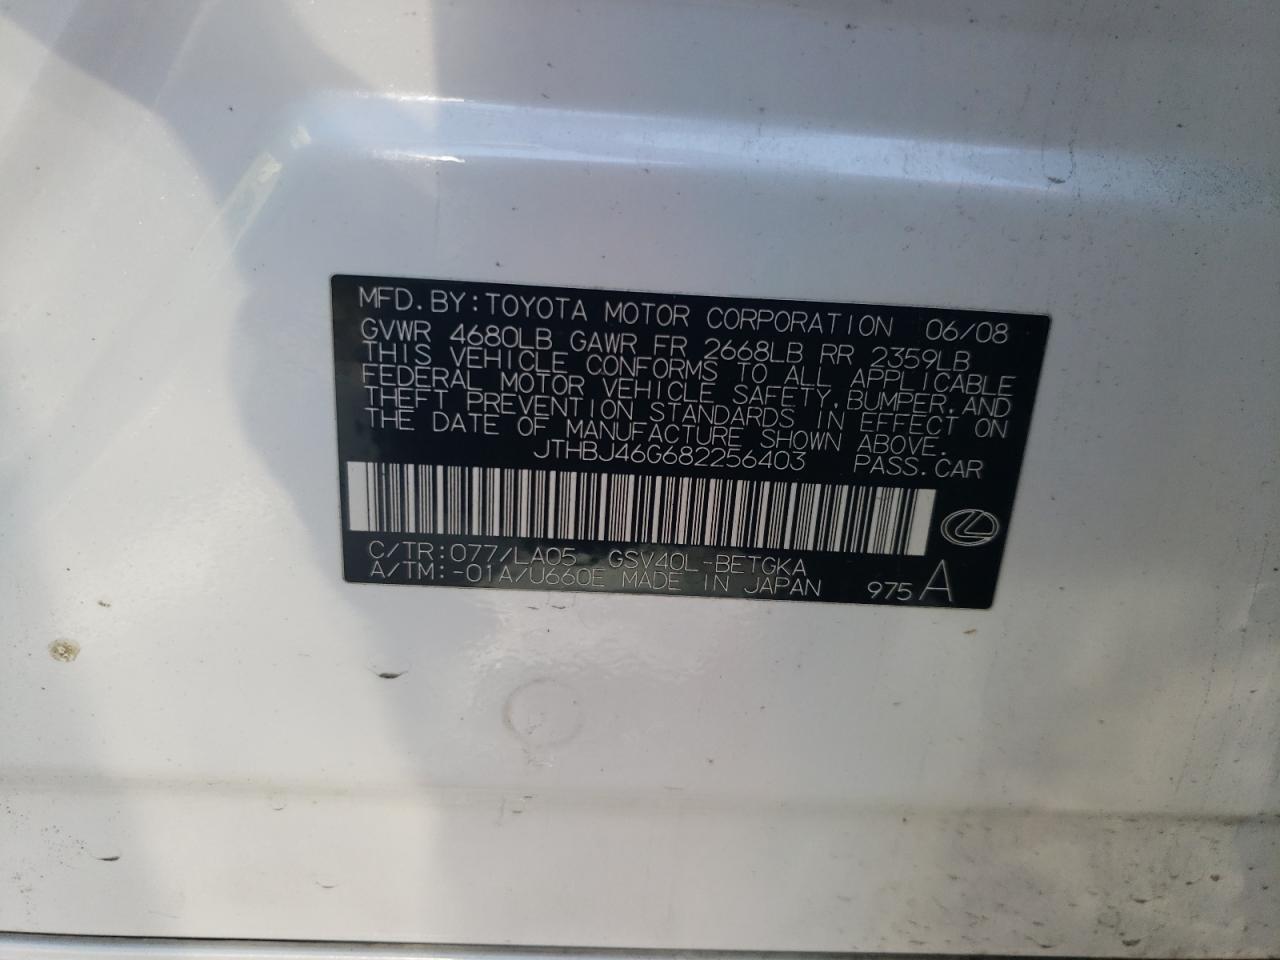 MFD. BY: TOYOTA MOTOR CORPORATION 06/08
GVWR 4680LB GAWR FR 2668LB RR 2359LB
THIS VEHICLE CONFORMS TO ALL APPLICABLE
FEDERAL MOTOR VEHICLE SAFETY, BUMPER, AND
THEFT PREVENTION STANDARDS IN EFFECT ON
THE DATE OF MANUFACTURE SHOWN ABOVE.
JTHBJ46G682256403 PASS. CAR
C/TR: 077/LA05 GSV40L-BETGKA
A/TM: -01A/U660E MADE IN JAPAN 975 A